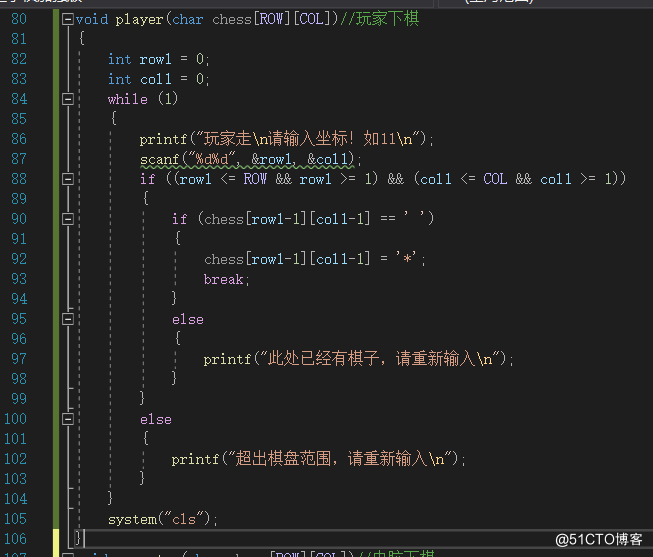 80 void player(char chess[ROW][COL])//玩家下棋
81 {
82 int row1 = 0;
83 int col1 = 0;
84 while (1)
85 {
86 printf("玩家走\n请输入坐标! 如11\n");
87 scanf("%d%d", &row1, &col1);
88 if ((row1 <= ROW && row1 >= 1) && (col1 <= COL && col1 >= 1))
89 {
90 if (chess[row1-1][col1-1] == ' ')
91 {
92 chess[row1-1][col1-1] = '*';
93 break;
94 }
95 else
96 {
97 printf("此处已经有棋子，请重新输入\n");
98 }
99 }
100 else
101 {
102 printf("超出棋盘范围，请重新输入\n");
103 }
104 }
105 system("cls");
106 }
@51CTO博客